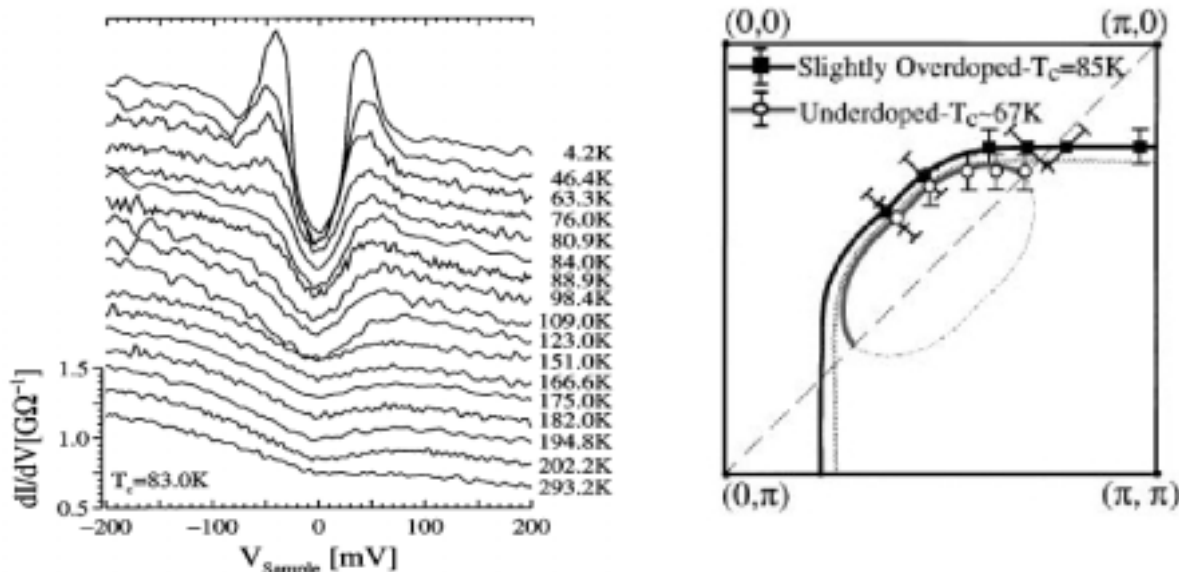 4.2K
46.4K
63.3K
76.0K
80.9K
84.0K
88.9K
98.4K
109.0K
123.0K
151.0K
166.6K
175.0K
182.0K
194.8K
202.2K
293.2K
1.5
1.0
0.5
dI/dV[GΩ⁻¹]
T_c=83.0K
−200 −100 0 100 200
V_Sample [mV]
(0,0) (π,0)
Slightly Overdoped-T_c=85K
Underdoped-T_c~67K
(0,π) (π, π)